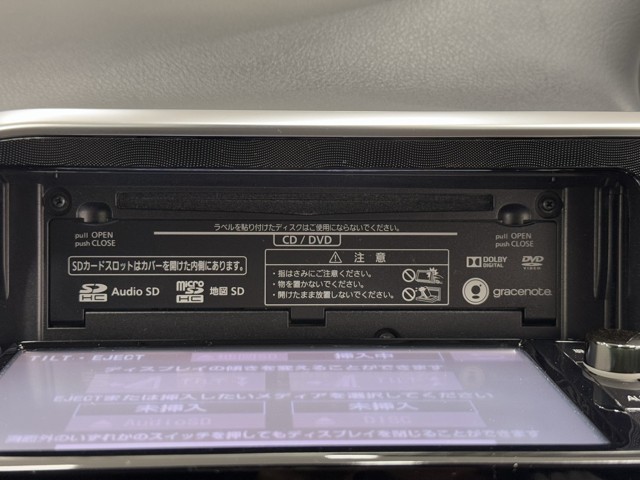 ラベルを貼り付けたディスクはご使用にならないでください。
CD / DVD
pull OPEN
push CLOSE
pull OPEN
push CLOSE
SDカードスロットはカバーを開けた内側にあります。
SD HC Audio SD
micro SD HC 地図 SD
注 意
・指はさみにご注意ください。
・物を置かないでください。
・開けたまま放置しないでください。
DOLBY DIGITAL
DVD VIDEO
gracenote
TILT・EJECT
挿入中
ディスプレイの傾きを変えることができます
EJECTまたは挿入したいメディアを選択してください
未挿入
未挿入
AudioSD
DISC
画面外のいずれかのスイッチを押してもディスプレイを閉じることができます